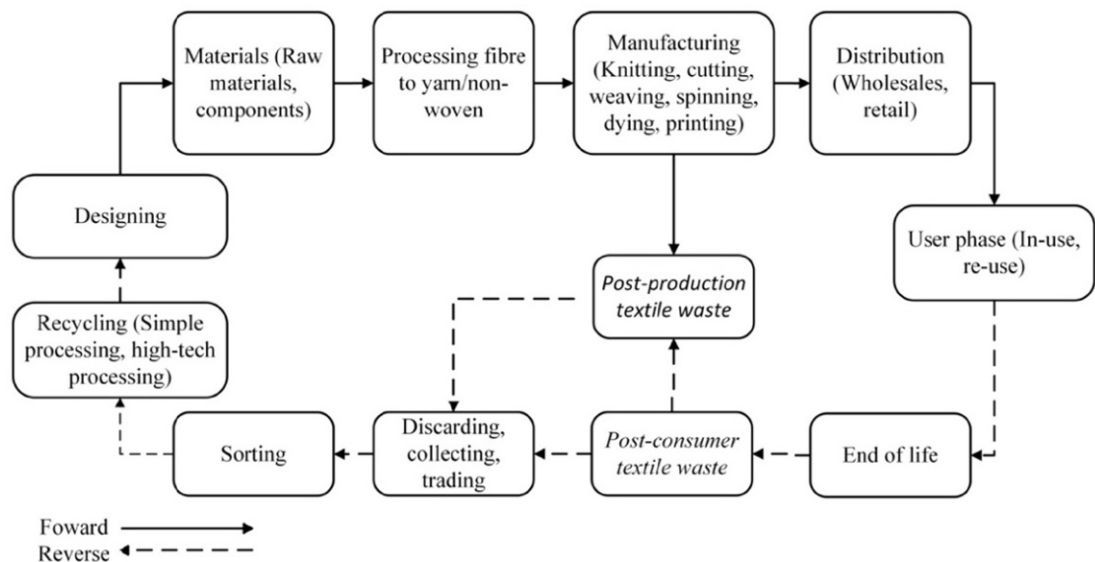 Materials (Raw
materials,
components)
Processing fibre
to yarn/non-
woven
Manufacturing
(Knitting, cutting,
weaving, spinning,
dying, printing)
Distribution
(Wholesales,
retail)
Designing
User phase (In-use,
re-use)
Post-production
textile waste
Recycling (Simple
processing, high-tech
processing)
Sorting
Discarding,
collecting,
trading
Post-consumer
textile waste
End of life
Foward
Reverse